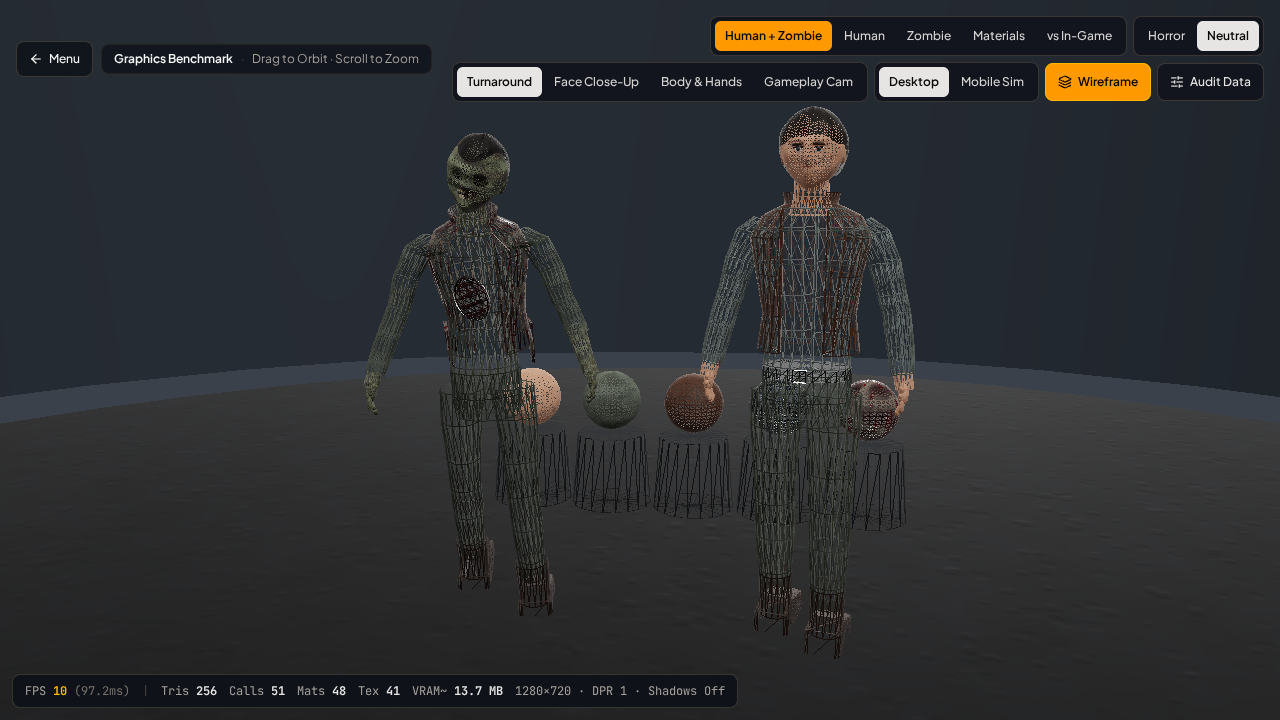 Menu
Graphics Benchmark · Drag to Orbit · Scroll to Zoom
Human + Zombie Human Zombie Materials vs In-Game
Horror Neutral
Turnaround Face Close-Up Body & Hands Gameplay Cam
Desktop Mobile Sim
Wireframe
Audit Data
FPS 10 (97.2ms) | Tris 256 Calls 51 Mats 48 Tex 41 VRAM~ 13.7 MB 1280×720 · DPR 1 · Shadows Off